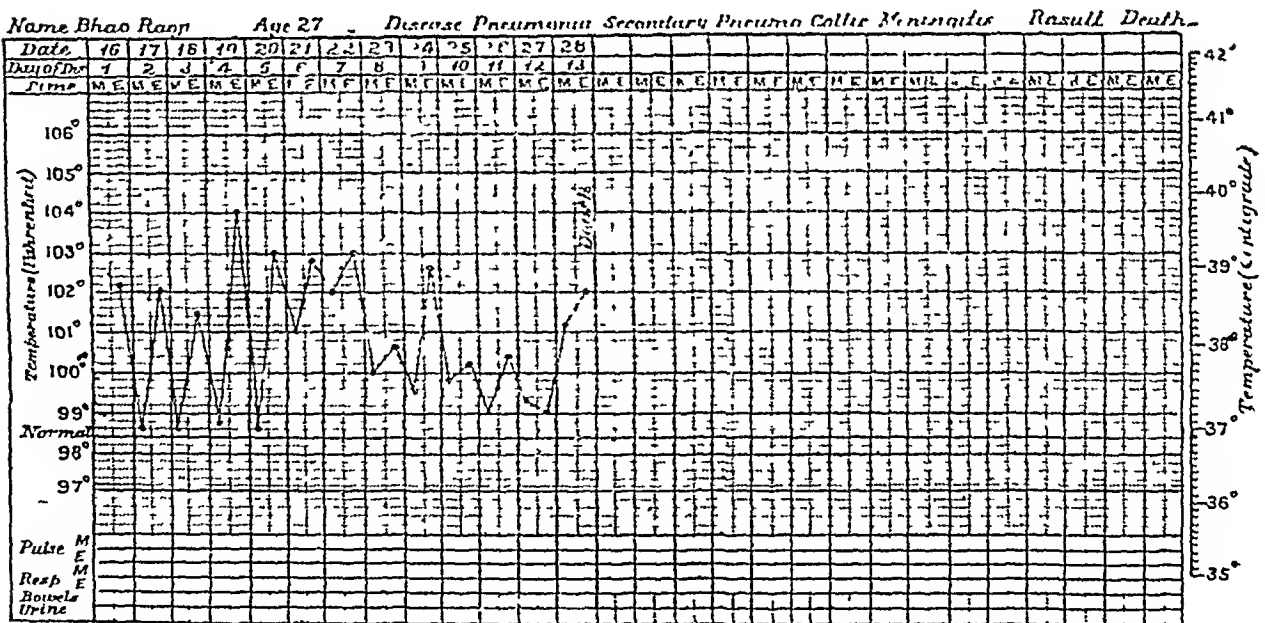 Name Bhao Ranp Age 27 Disease Pneumonia Secondary Pneumo Coccic Meningitis Result Death
Date 16 17 18 19 20 21 22 23 24 25 26 27 28
Day of Dis 1 2 3 4 5 6 7 8 9 10 11 12 13
Time M E M E M E M E M E M E M E M E M E M E M E M E M E M E M E M E M E M E M E M E M E M E M E M E M E M E M E
42°
41°
40°
39°
38°
37°
36°
35°
Temperature (Centigrade)
Temperature (Fahrenheit)
106°
105°
104°
103°
102°
101°
100°
99°
Normal
98°
97°
Death
Pulse M
E
Resp M
E
Bowels
Urine